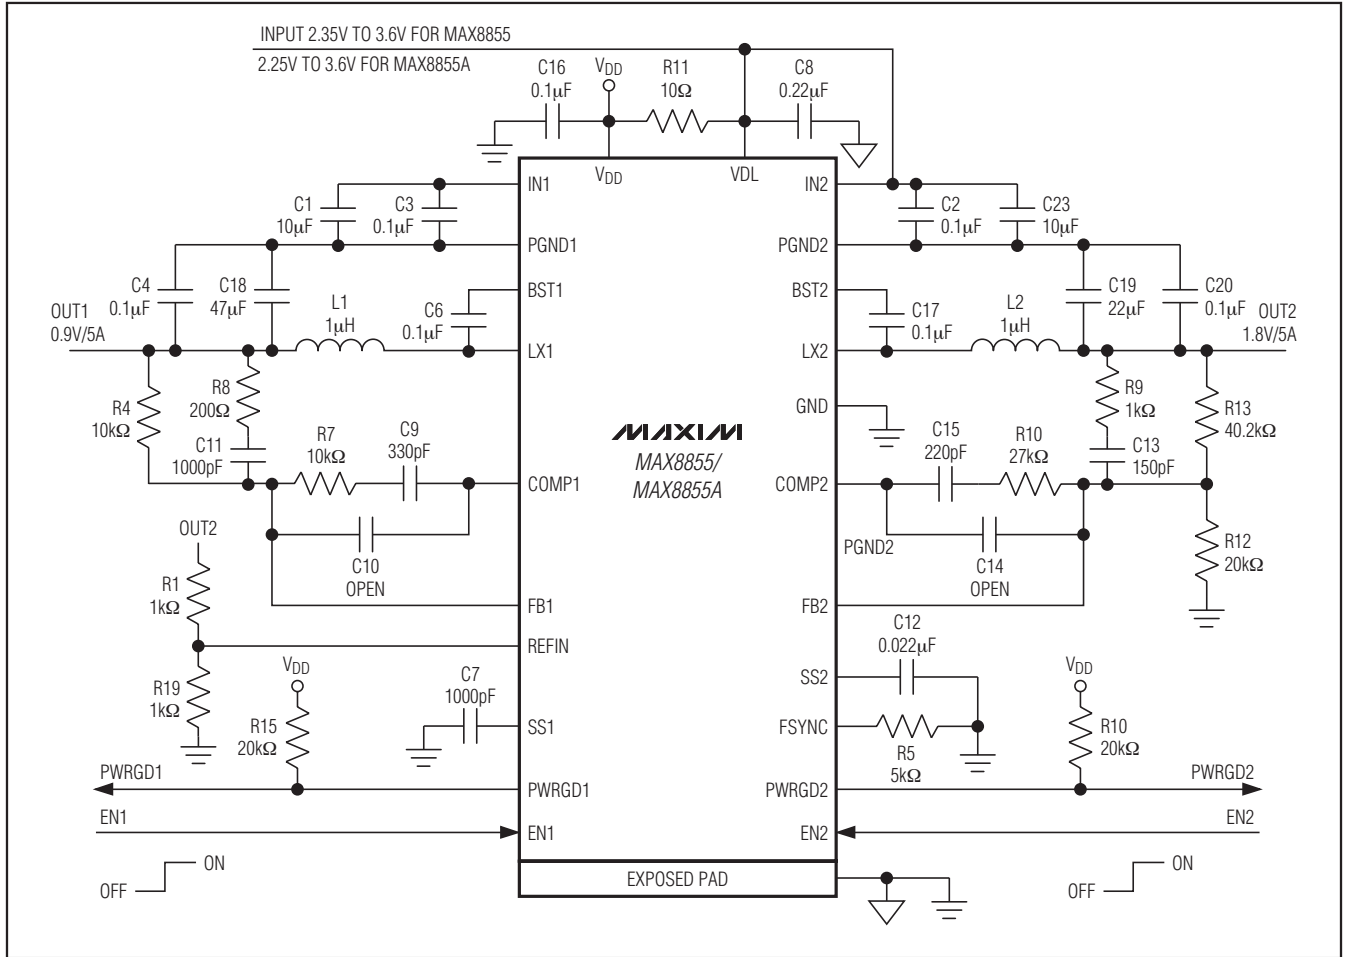 INPUT 2.35V TO 3.6V FOR MAX8855
2.25V TO 3.6V FOR MAX8855A
C16
0.1µF
VDD
R11
10Ω
C8
0.22µF
VDD
VDL
IN1
IN2
C1
10µF
C3
0.1µF
C2
0.1µF
C23
10µF
PGND1
PGND2
C4
0.1µF
C18
47µF
L1
1µH
C6
0.1µF
BST1
BST2
C17
0.1µF
L2
1µH
C19
22µF
C20
0.1µF
OUT1
0.9V/5A
OUT2
1.8V/5A
LX1
LX2
R4
10kΩ
R8
200Ω
C11
1000pF
R7
10kΩ
C9
330pF
GND
MAXIM
MAX8855/
MAX8855A
C15
220pF
R10
27kΩ
R9
1kΩ
C13
150pF
R13
40.2kΩ
COMP1
COMP2
OUT2
C10
OPEN
PGND2
C14
OPEN
R12
20kΩ
R1
1kΩ
FB1
FB2
REFIN
C12
0.022µF
R19
1kΩ
VDD
R15
20kΩ
C7
1000pF
SS1
SS2
FSYNC
R5
5kΩ
VDD
R10
20kΩ
PWRGD1
PWRGD1
PWRGD2
PWRGD2
EN1
EN1
EN2
EN2
OFF
ON
EXPOSED PAD
OFF
ON